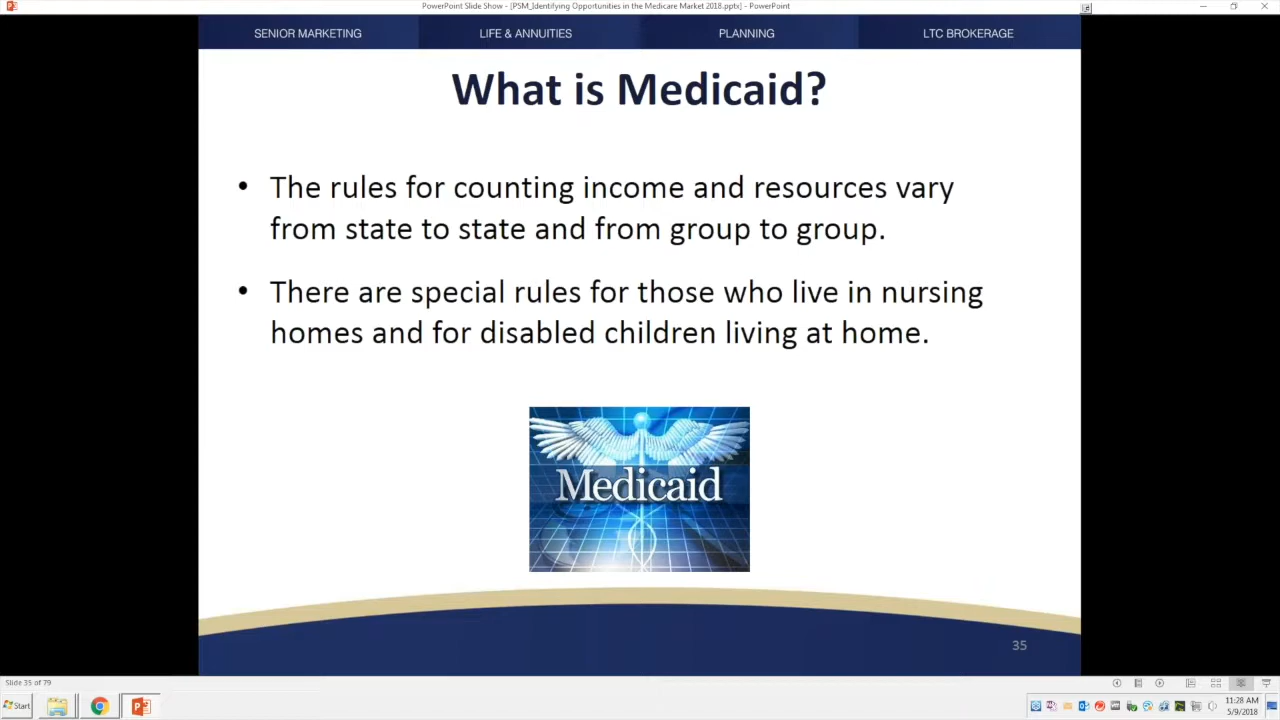 PowerPoint Slide Show - [PSM_Identifying Opportunities in the Medicare Market 2018.pptx] - PowerPoint
SENIOR MARKETING
LIFE & ANNUITIES
PLANNING
LTC BROKERAGE
What is Medicaid?
• The rules for counting income and resources vary
from state to state and from group to group.
• There are special rules for those who live in nursing
homes and for disabled children living at home.
Medicaid
35
Slide 35 of 79
Start
11:28 AM
5/9/2018